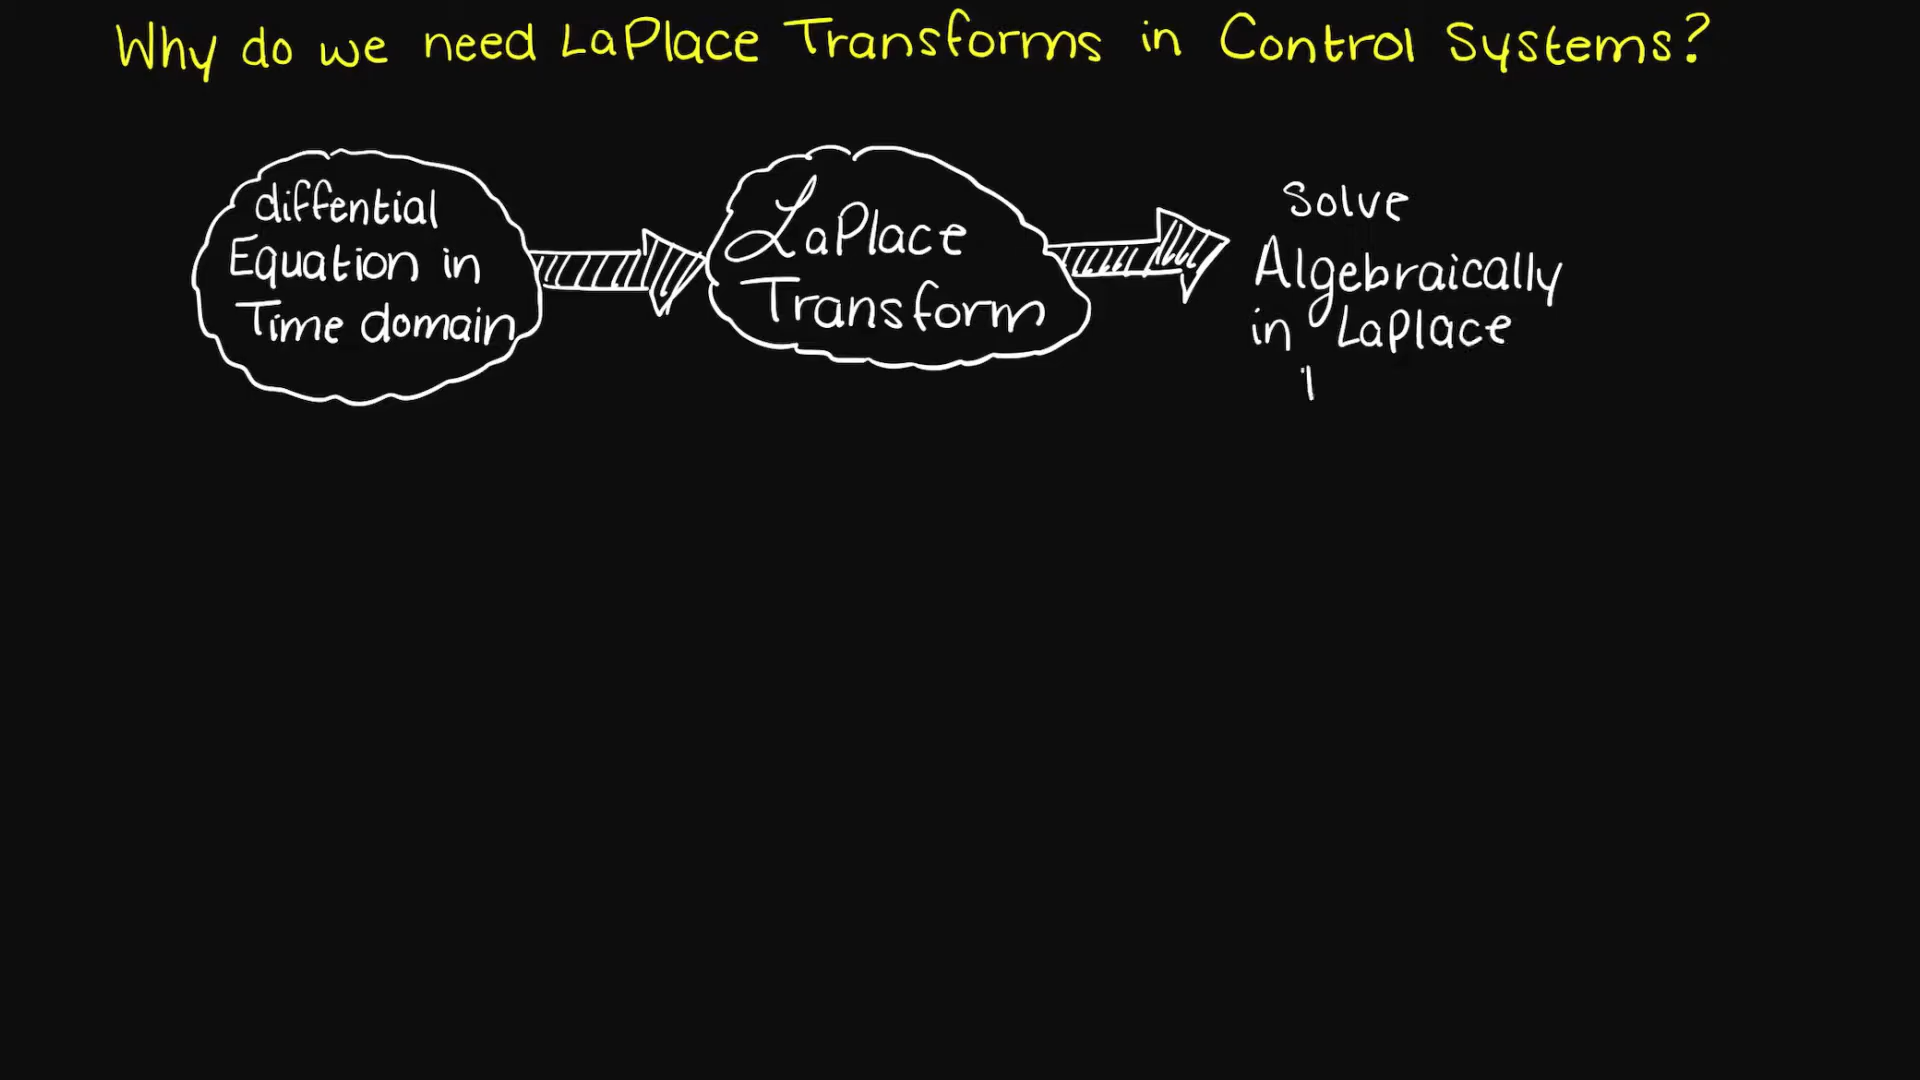 Why do we need LaPlace Transforms in Control Systems?
diffential
Equation in
Time domain
LaPlace
Transform
Solve
Algebraically
in LaPlace